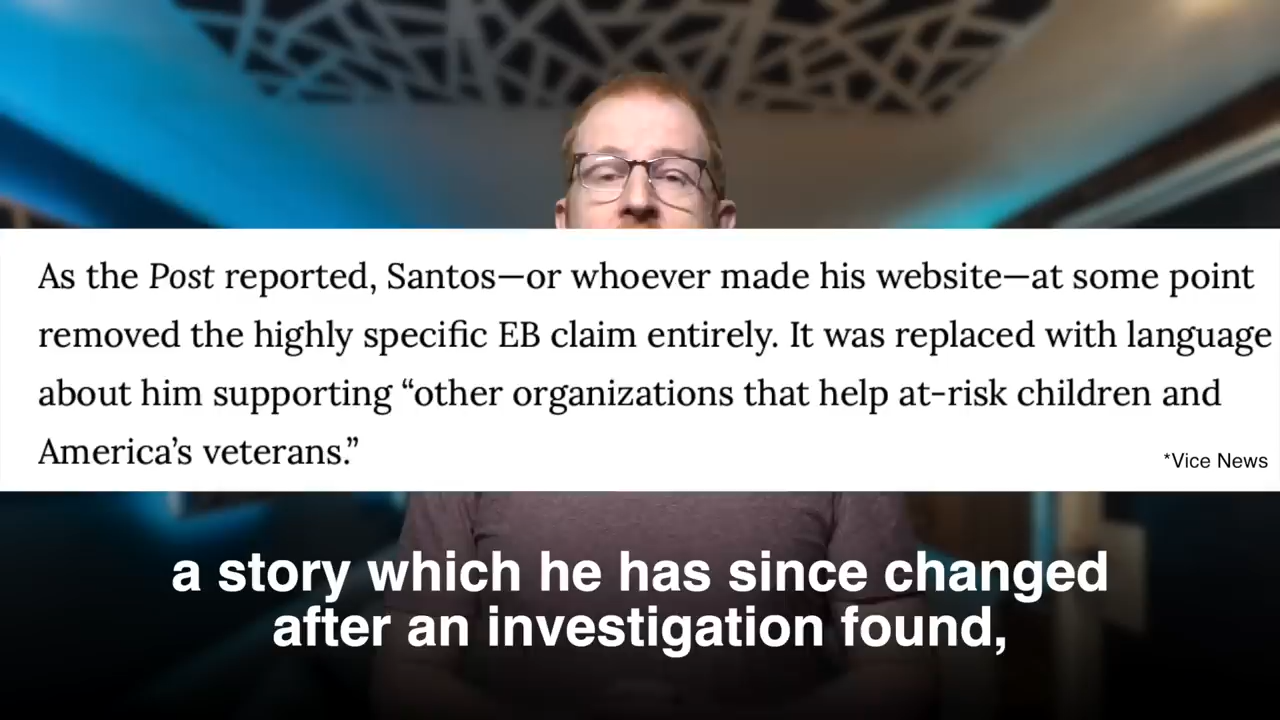 As the Post reported, Santos—or whoever made his website—at some point
removed the highly specific EB claim entirely. It was replaced with language
about him supporting “other organizations that help at-risk children and
America’s veterans.”
*Vice News
a story which he has since changed
after an investigation found,